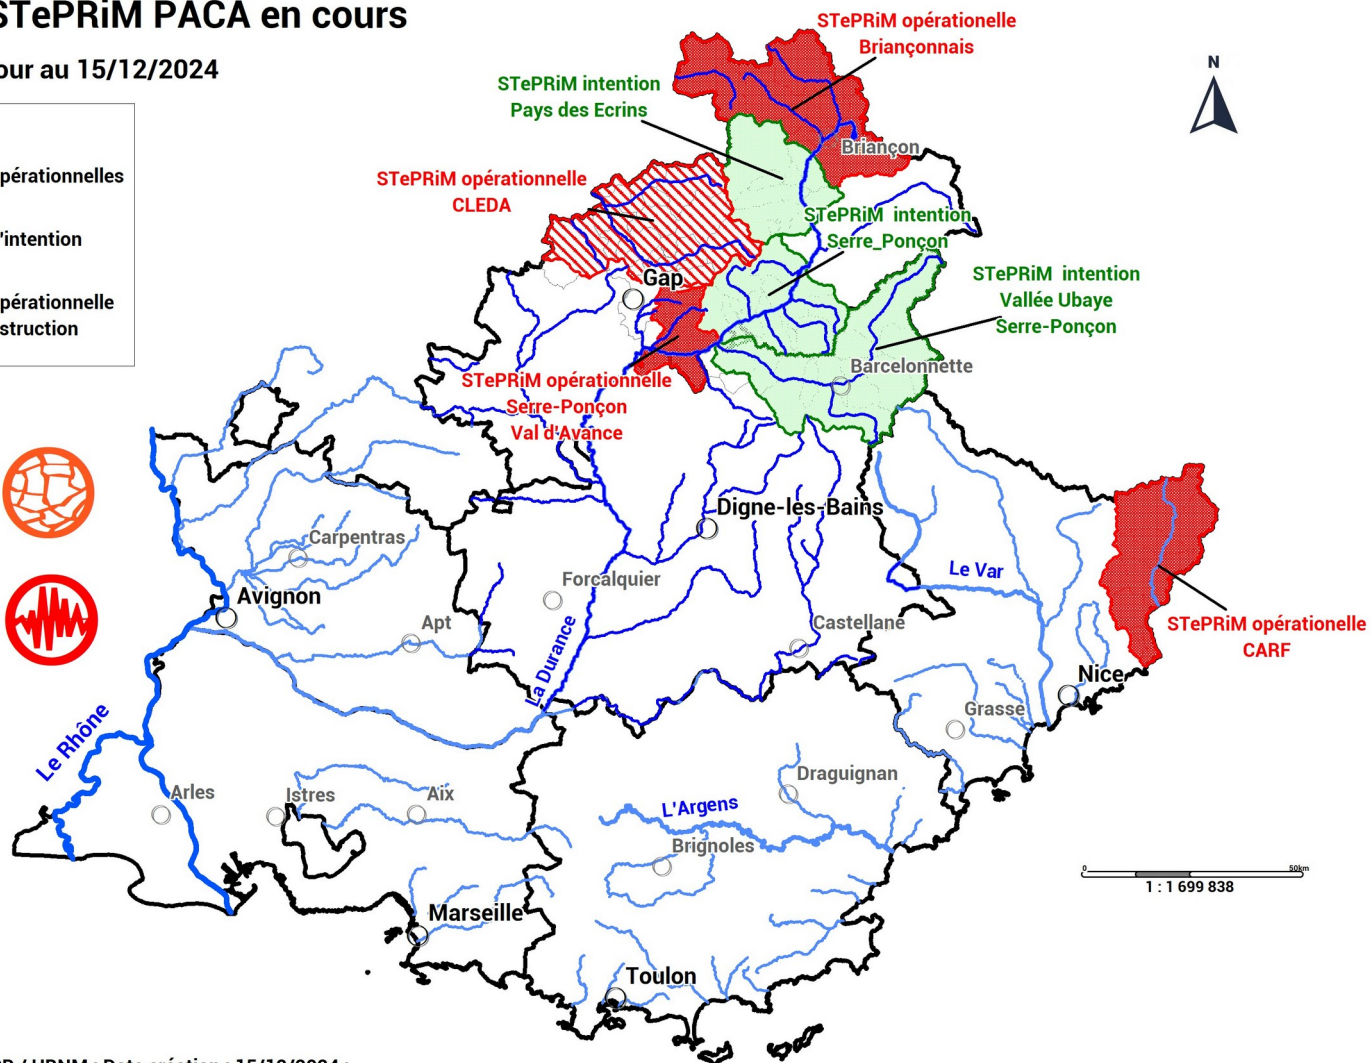 STePRiM PACA en cours
our au 15/12/2024
pérationnelles
'intention
pérationnelle
struction
STePRiM opérationelle
Briançonnais
STePRiM intention
Pays des Ecrins
N
Briançon
STePRiM opérationnelle
CLEDA
STePRiM intention
Serre_Ponçon
Gap
STePRiM intention
Vallée Ubaye
Serre-Ponçon
Barcelonnette
STePRiM opérationnelle
Serre-Ponçon
Val d'Avance
Digne-les-Bains
Carpentras
Forcalquier
Le Var
Avignon
Apt
Castellane
STePRiM opérationelle
CARF
La Durance
Nice
Le Rhône
Grasse
Arles
Istres
Aix
Draguignan
L'Argens
Brignoles
0
50km
1 : 1 699 838
Marseille
Toulon